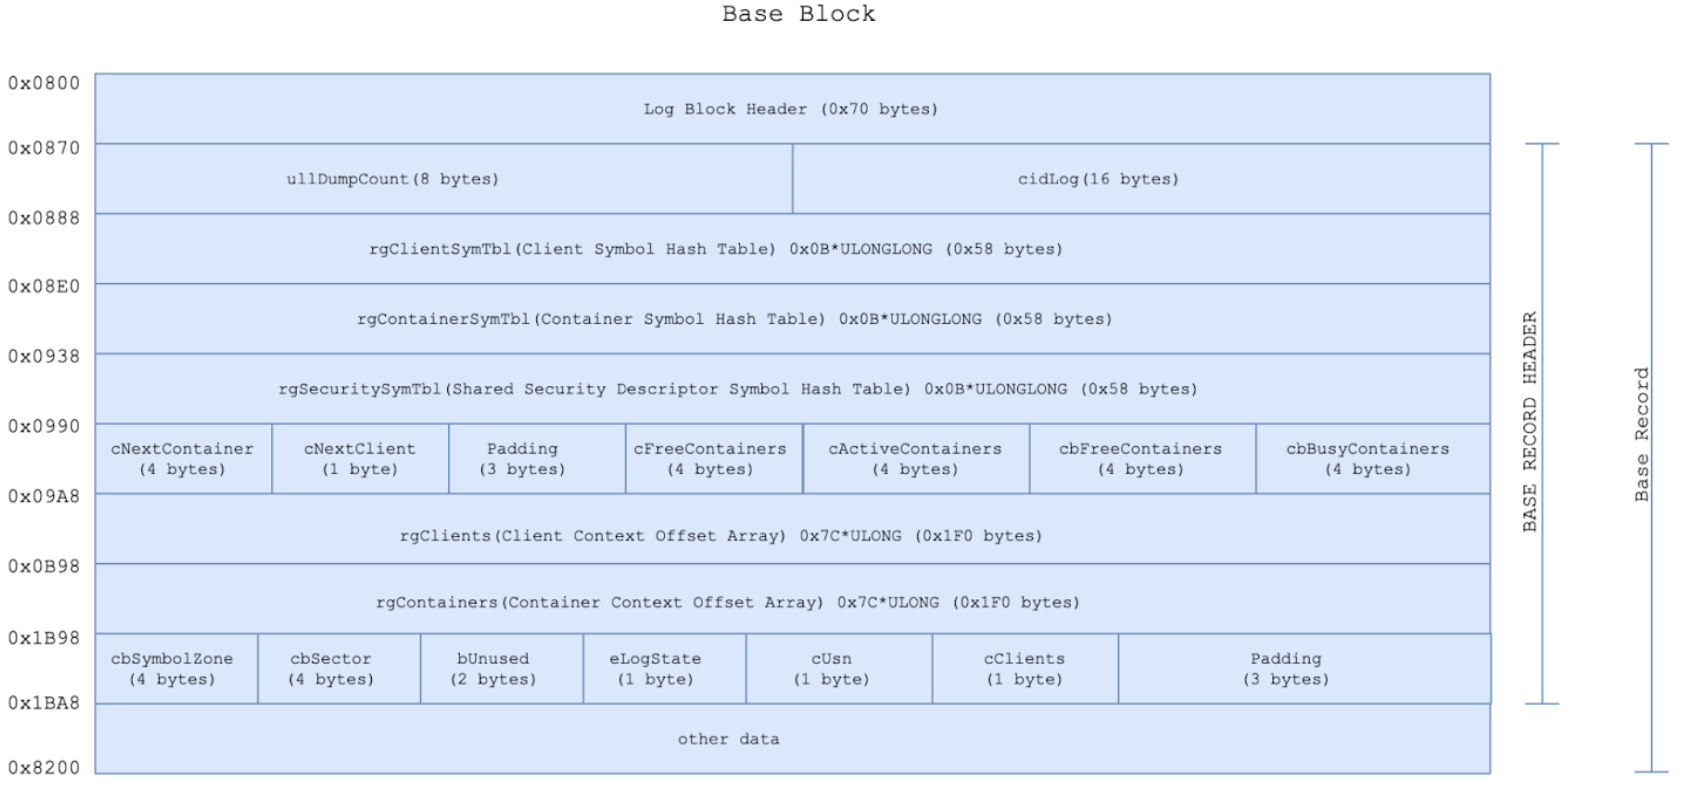 Base Block
0x0800
Log Block Header (0x70 bytes)
0x0870
ullDumpCount(8 bytes)
cidLog(16 bytes)
0x0888
rgClientSymTbl(Client Symbol Hash Table) 0x0B*ULONGLONG (0x58 bytes)
0x08E0
rgContainerSymTbl(Container Symbol Hash Table) 0x0B*ULONGLONG (0x58 bytes)
0x0938
rgSecuritySymTbl(Shared Security Descriptor Symbol Hash Table) 0x0B*ULONGLONG (0x58 bytes)
0x0990
cNextContainer
(4 bytes)
cNextClient
(1 byte)
Padding
(3 bytes)
cFreeContainers
(4 bytes)
cActiveContainers
(4 bytes)
cbFreeContainers
(4 bytes)
cbBusyContainers
(4 bytes)
0x09A8
rgClients(Client Context Offset Array) 0x7C*ULONG (0x1F0 bytes)
0x0B98
rgContainers(Container Context Offset Array) 0x7C*ULONG (0x1F0 bytes)
0x1B98
cbSymbolZone
(4 bytes)
cbSector
(4 bytes)
bUnused
(2 bytes)
eLogState
(1 byte)
cUsn
(1 byte)
cClients
(1 byte)
Padding
(3 bytes)
0x1BA8
other data
0x8200
BASE RECORD HEADER
Base Record